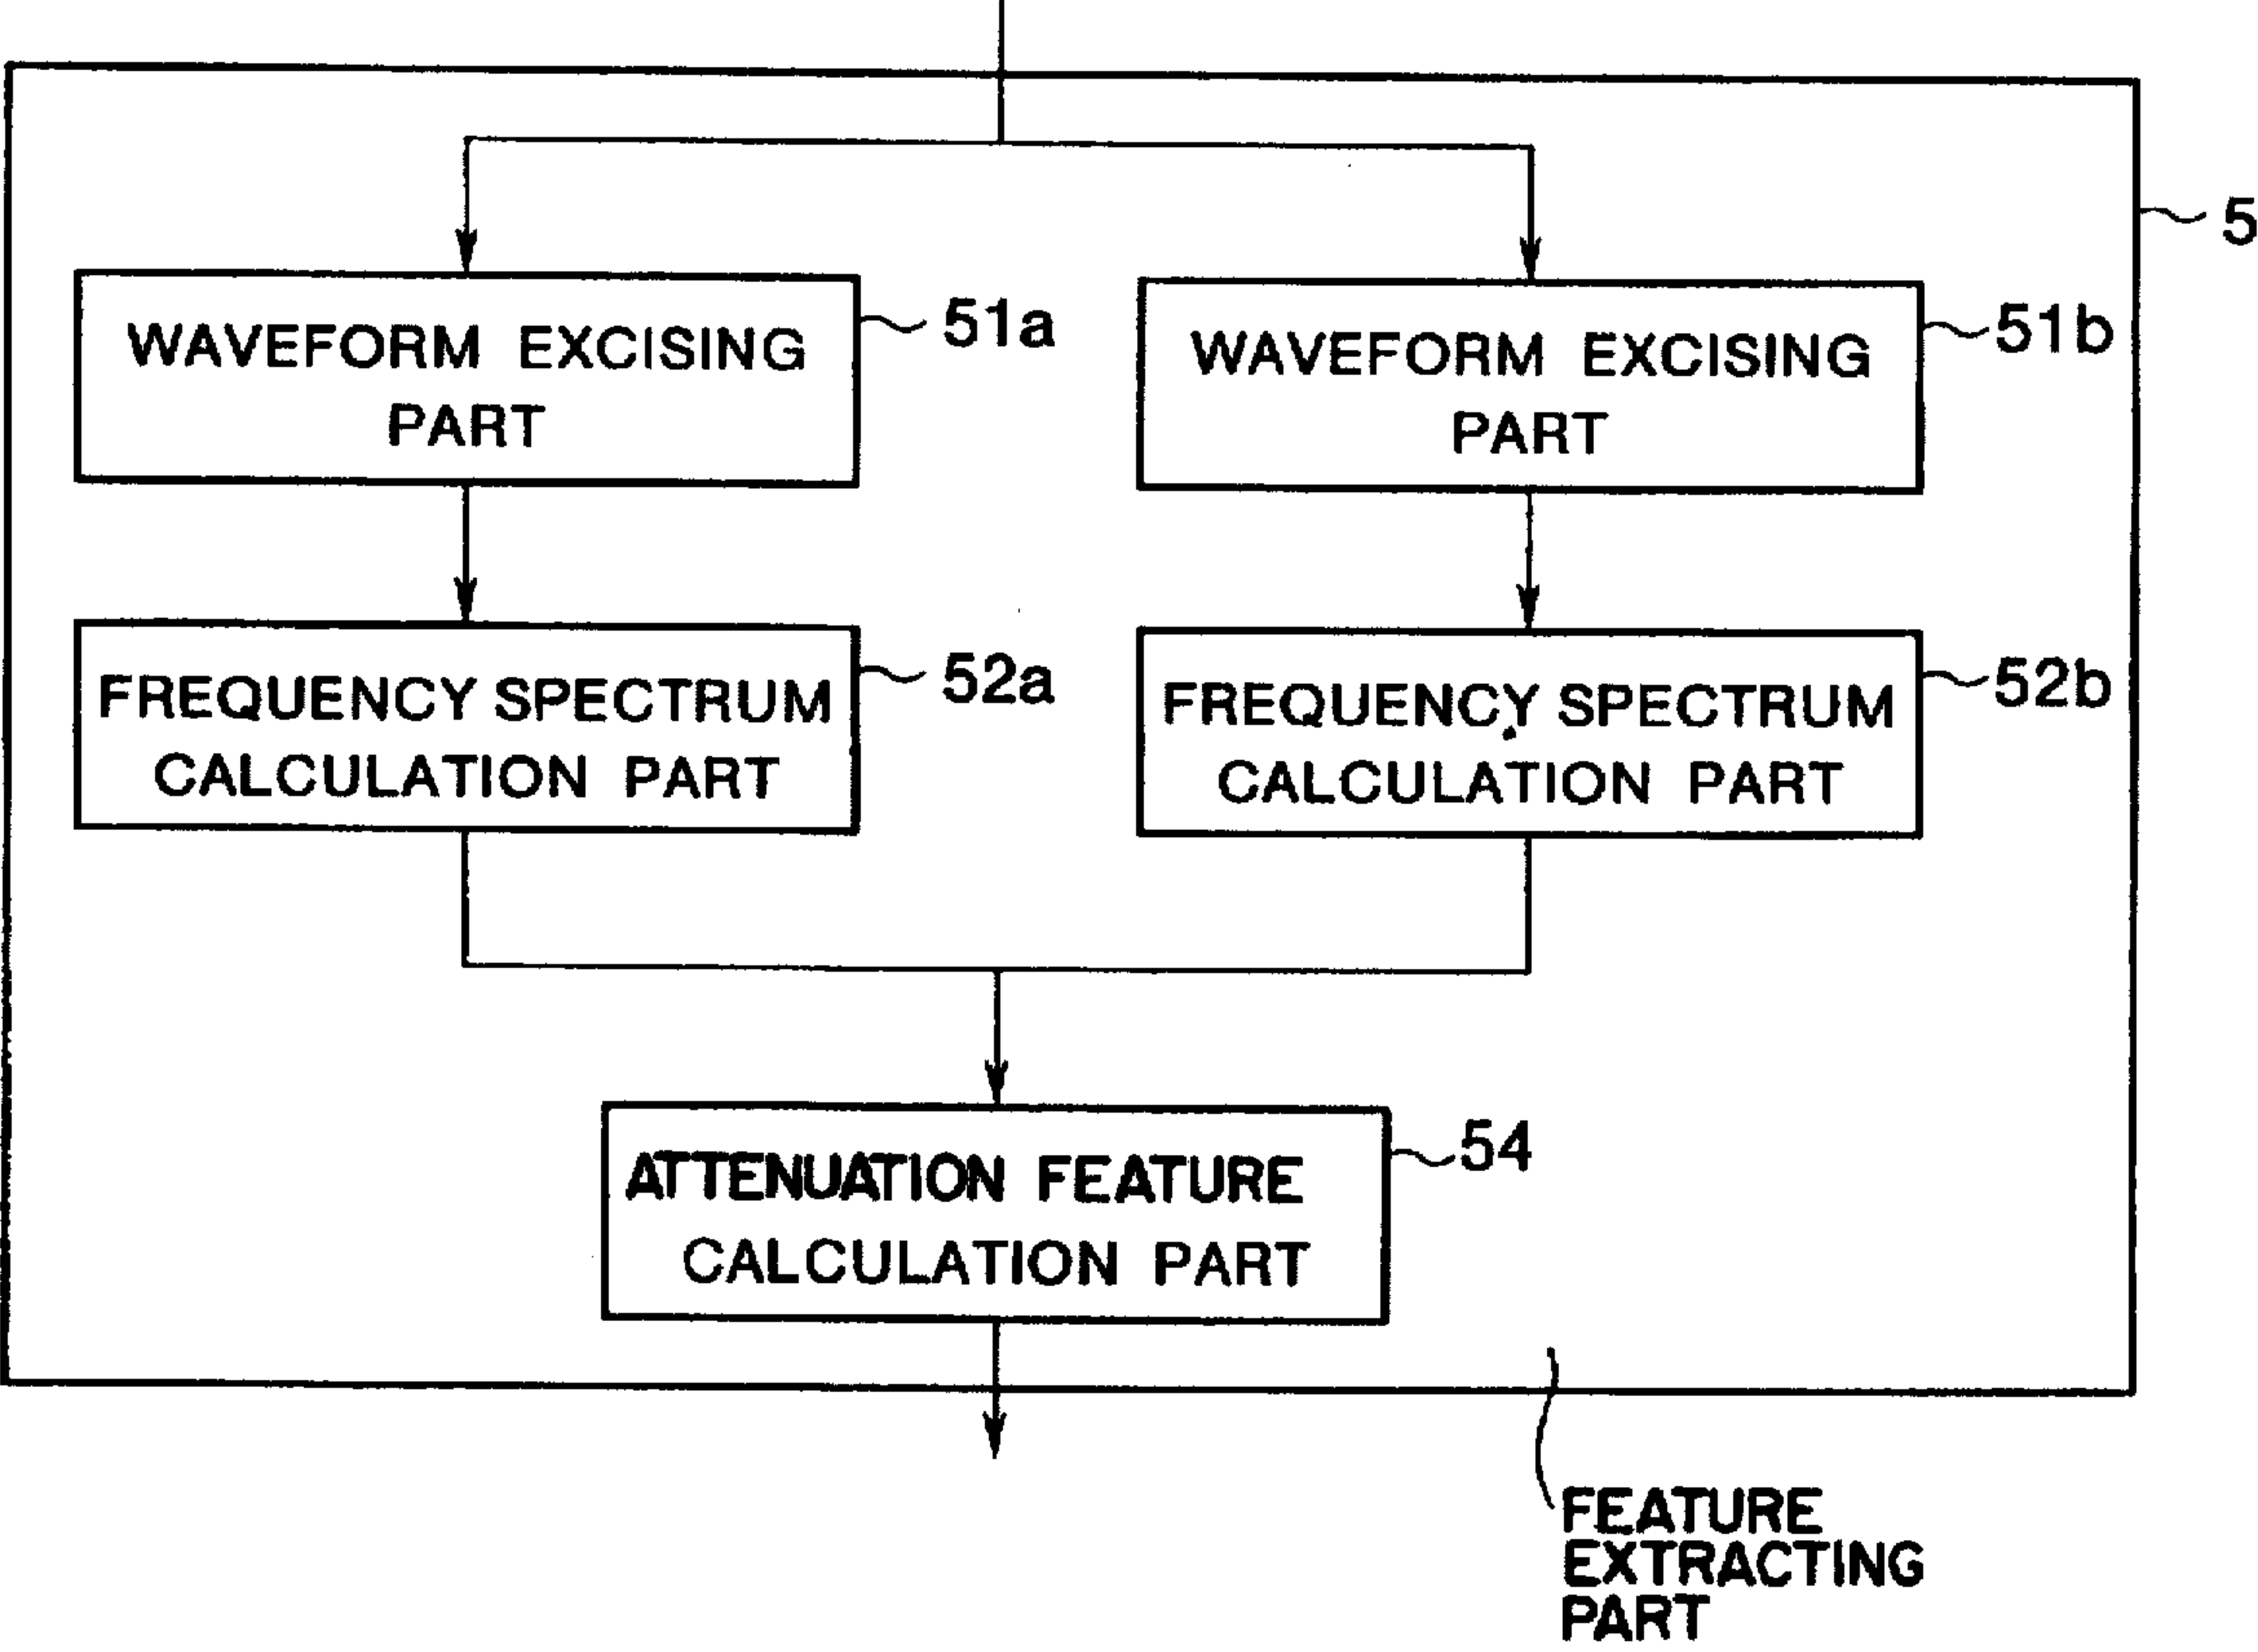 5
WAVEFORM EXCISING
PART
51a
WAVEFORM EXCISING
PART
51b
FREQUENCY SPECTRUM
CALCULATION PART
52a
FREQUENCY SPECTRUM
CALCULATION PART
52b
ATTENUATION FEATURE
CALCULATION PART
54
FEATURE
EXTRACTING
PART